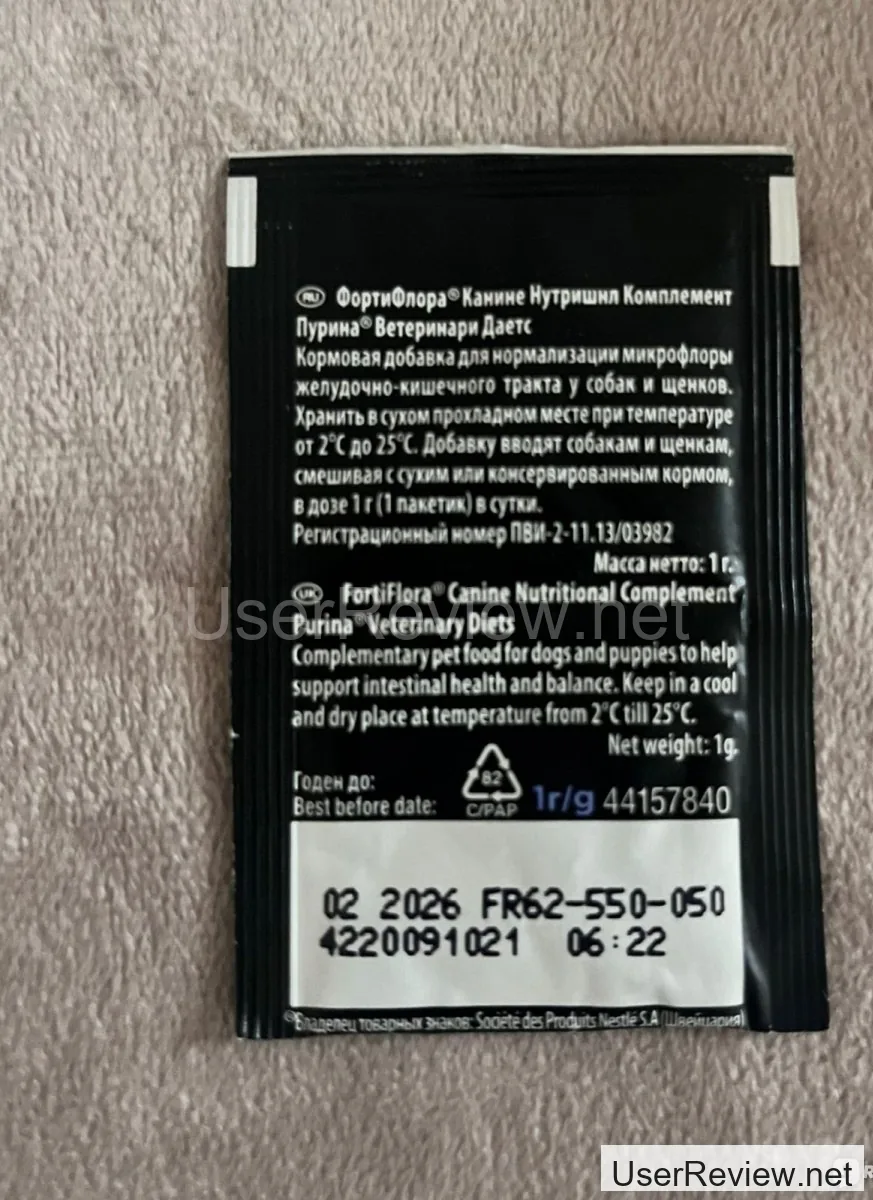 RU ФортиФлора® Канине Нутришнл Комплемент
Пурина® Ветеринари Даетс
Кормовая добавка для нормализации микрофлоры
желудочно-кишечного тракта у собак и щенков.
Хранить в сухом прохладном месте при температуре
от 2°С до 25°С. Добавку вводят собакам и щенкам,
смешивая с сухим или консервированным кормом,
в дозе 1 г (1 пакетик) в сутки.
Регистрационный номер ПВИ-2-11.13/03982
Масса нетто: 1 г.
UK FortiFlora® Canine Nutritional Complement
Purina® Veterinary Diets
UserReview.net
Complementary pet food for dogs and puppies to help
support intestinal health and balance. Keep in a cool
and dry place at temperature from 2°C till 25°C.
Net weight: 1g.
Годен до:
Best before date:
82
C/PAP
1г/g 44157840
02 2026 FR62-550-050
4220091021 06:22
Владелец товарных знаков: Société des Produits Nestlé S.A (Швейцария)
UserReview.net